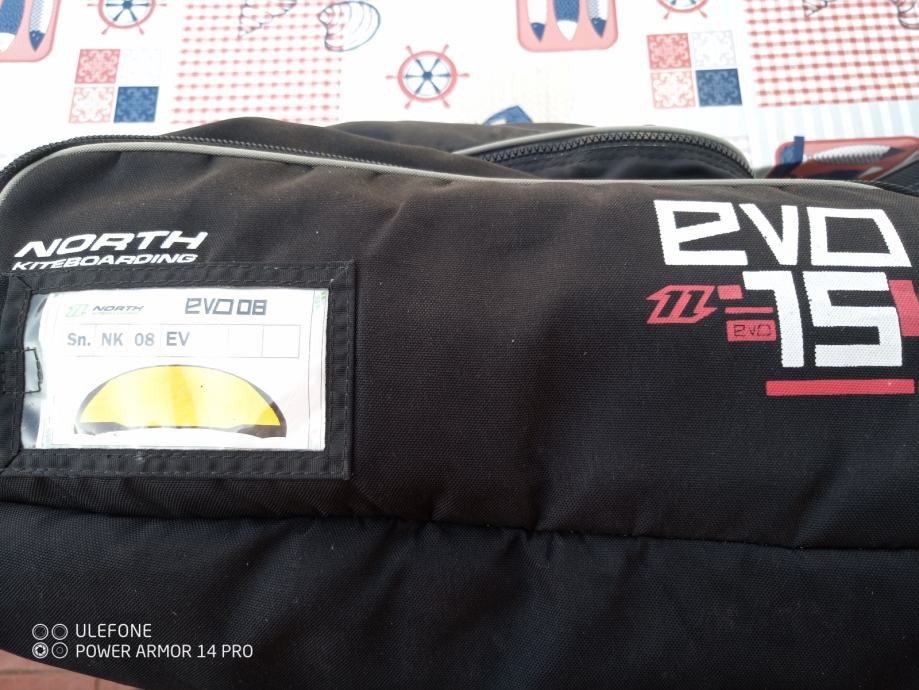 NORTH
KITEBOARDING
NORTH
EVO 08
Sn. NK 08 EV
EVO
15
EVO
ULEFONE
POWER ARMOR 14 PRO